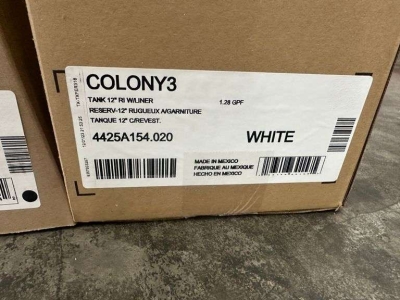 COLONY3
TANK 12" RI W/LINER 1.28 GPF
RESERV-12" RUGUEUX A/GARNITURE
TANQUE 12" C/REVEST.
4425A154.020 WHITE
MADE IN MEXICO
FABRIQUE AU MEXIQUE
HECHO EN MEXICO